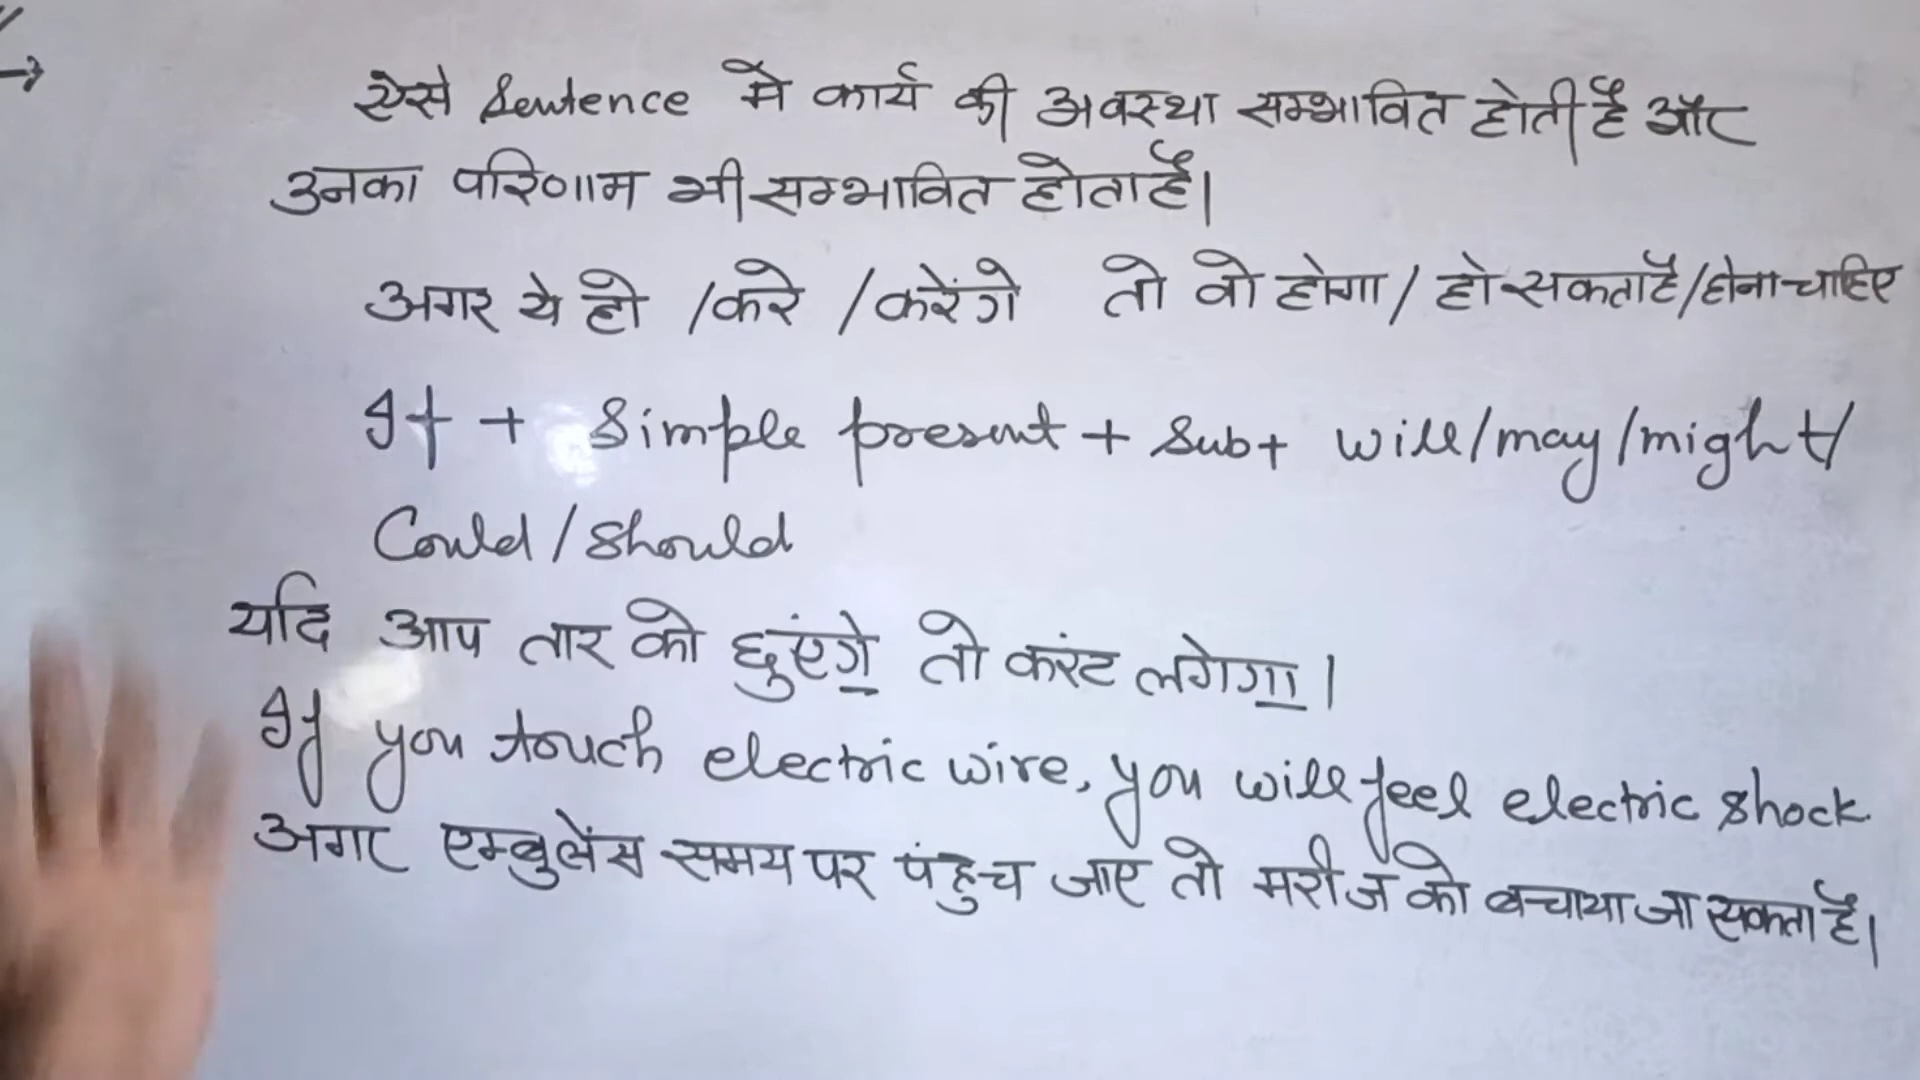 ऐसे Sentence मे कार्य की अवस्था सम्भावित होती है और
उनका परिणाम भी सम्भावित होता है।
अगर ये हो /करे /करेंगे तो वो होगा / हो सकता है/होना चाहिए
If + Simple present + Sub + will/may/might/
Could/Should
यदि आप तार को छुएंगे तो करंट लगेगा।
If you touch electric wire, you will feel electric shock.
अगर एम्बुलेंस समय पर पंहुच जाए तो मरीज को बचाया जा सकता है।